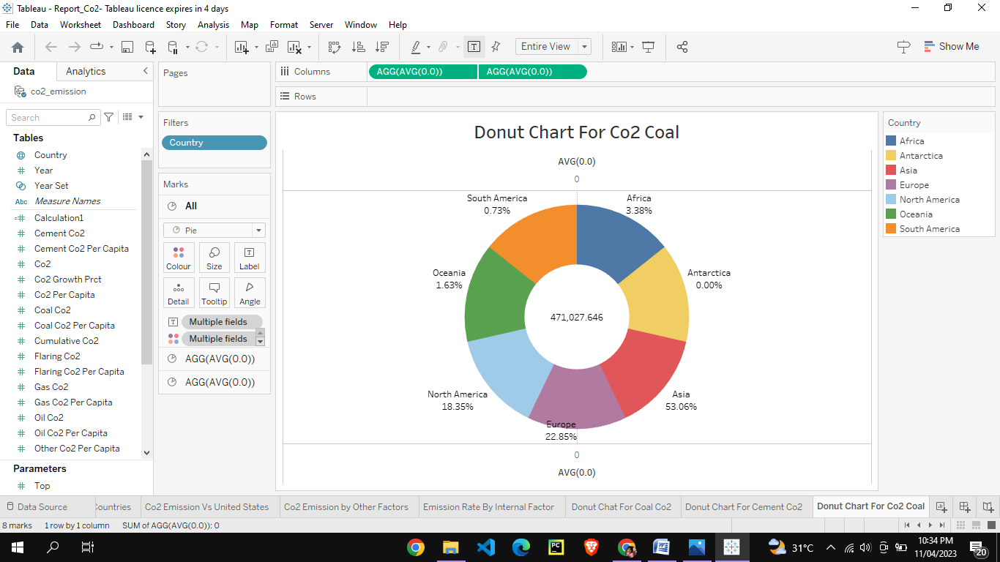 Tableau - Report_Co2- Tableau licence expires in 4 days
File Data Worksheet Dashboard Story Analysis Map Format Server Window Help
Entire View
Show Me
Data Analytics
co2_emission
Search
Tables
Country
Year
Year Set
Abc Measure Names
Calculation1
Cement Co2
Cement Co2 Per Capita
Co2
Co2 Growth Prct
Co2 Per Capita
Coal Co2
Coal Co2 Per Capita
Cumulative Co2
Flaring Co2
Flaring Co2 Per Capita
Gas Co2
Gas Co2 Per Capita
Oil Co2
Oil Co2 Per Capita
Other Co2 Per Capita
Parameters
Top
Pages
Filters
Country
Marks
All
Pie
Colour Size Label
Detail Tooltip Angle
Multiple fields
Multiple fields
AGG(AVG(0.0))
AGG(AVG(0.0))
Columns AGG(AVG(0.0)) AGG(AVG(0.0))
Rows
Donut Chart For Co2 Coal
AVG(0.0)
0
South America
0.73%
Africa
3.38%
Oceania
1.63%
Antarctica
0.00%
471,027.646
North America
18.35%
Asia
53.06%
Europe
22.85%
0
AVG(0.0)
Country
Africa
Antarctica
Asia
Europe
North America
Oceania
South America
Data Source Countries Co2 Emission Vs United States Co2 Emission by Other Factors Emission Rate By Internal Factor Donut Chat For Coal Co2 Donut Chart For Cement Co2 Donut Chart For Co2 Coal
8 marks 1 row by 1 column SUM of AGG(AVG(0.0)): 0
31°C
10:34 PM
11/04/2023
20